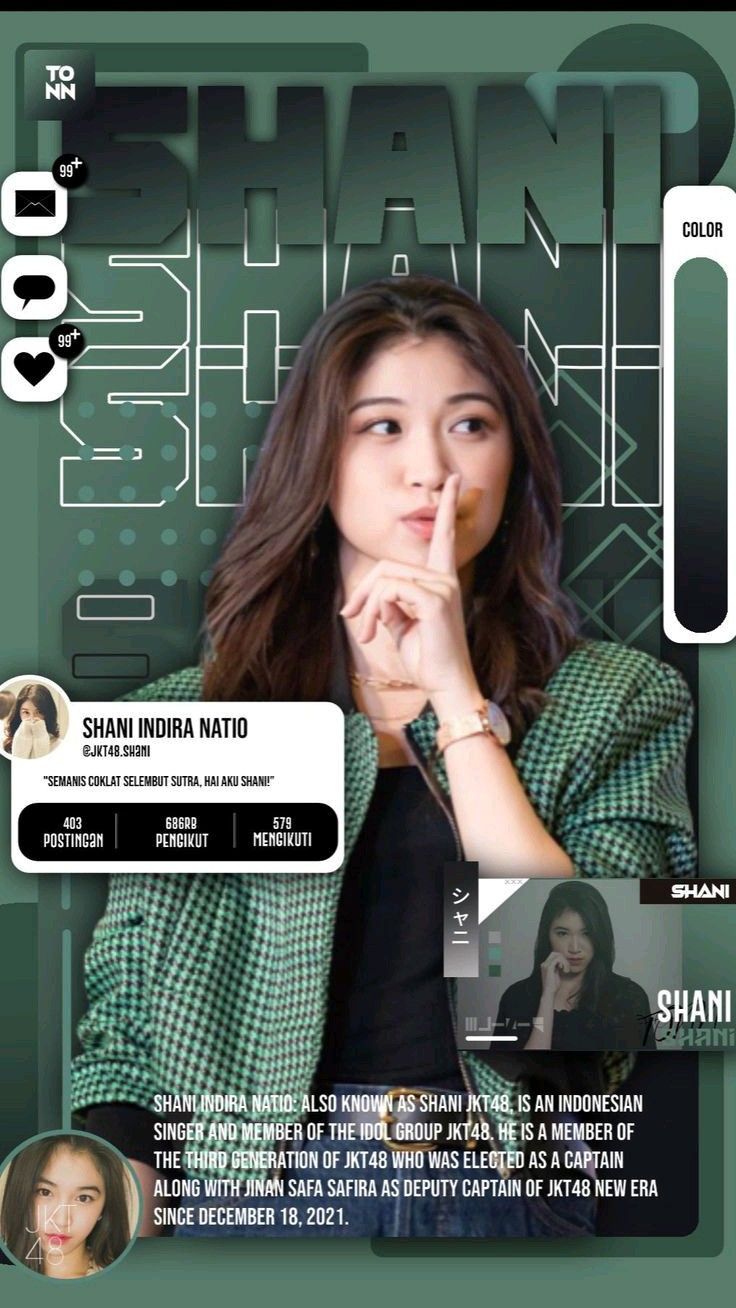 TO
NN
SHANI
99+
COLOR
SHANI
99+
SHANI
SHANI INDIRA NATIO
@JKT48.SHANI
"SEMANIS COKLAT SELEMBUT SUTRA, HAI AKU SHANI!"
403 686RB 579
POSTINGAN PENGIKUT MENGIKUTI
シャニ
XXX
SHANI
SHANI
SHANI
SHANI INDIRA NATIO: ALSO KNOWN AS SHANI JKT48, IS AN INDONESIAN
SINGER AND MEMBER OF THE IDOL GROUP JKT48. HE IS A MEMBER OF
THE THIRD GENERATION OF JKT48 WHO WAS ELECTED AS A CAPTAIN
ALONG WITH JINAN SAFA SAFIRA AS DEPUTY CAPTAIN OF JKT48 NEW ERA
SINCE DECEMBER 18, 2021.
JKT
48